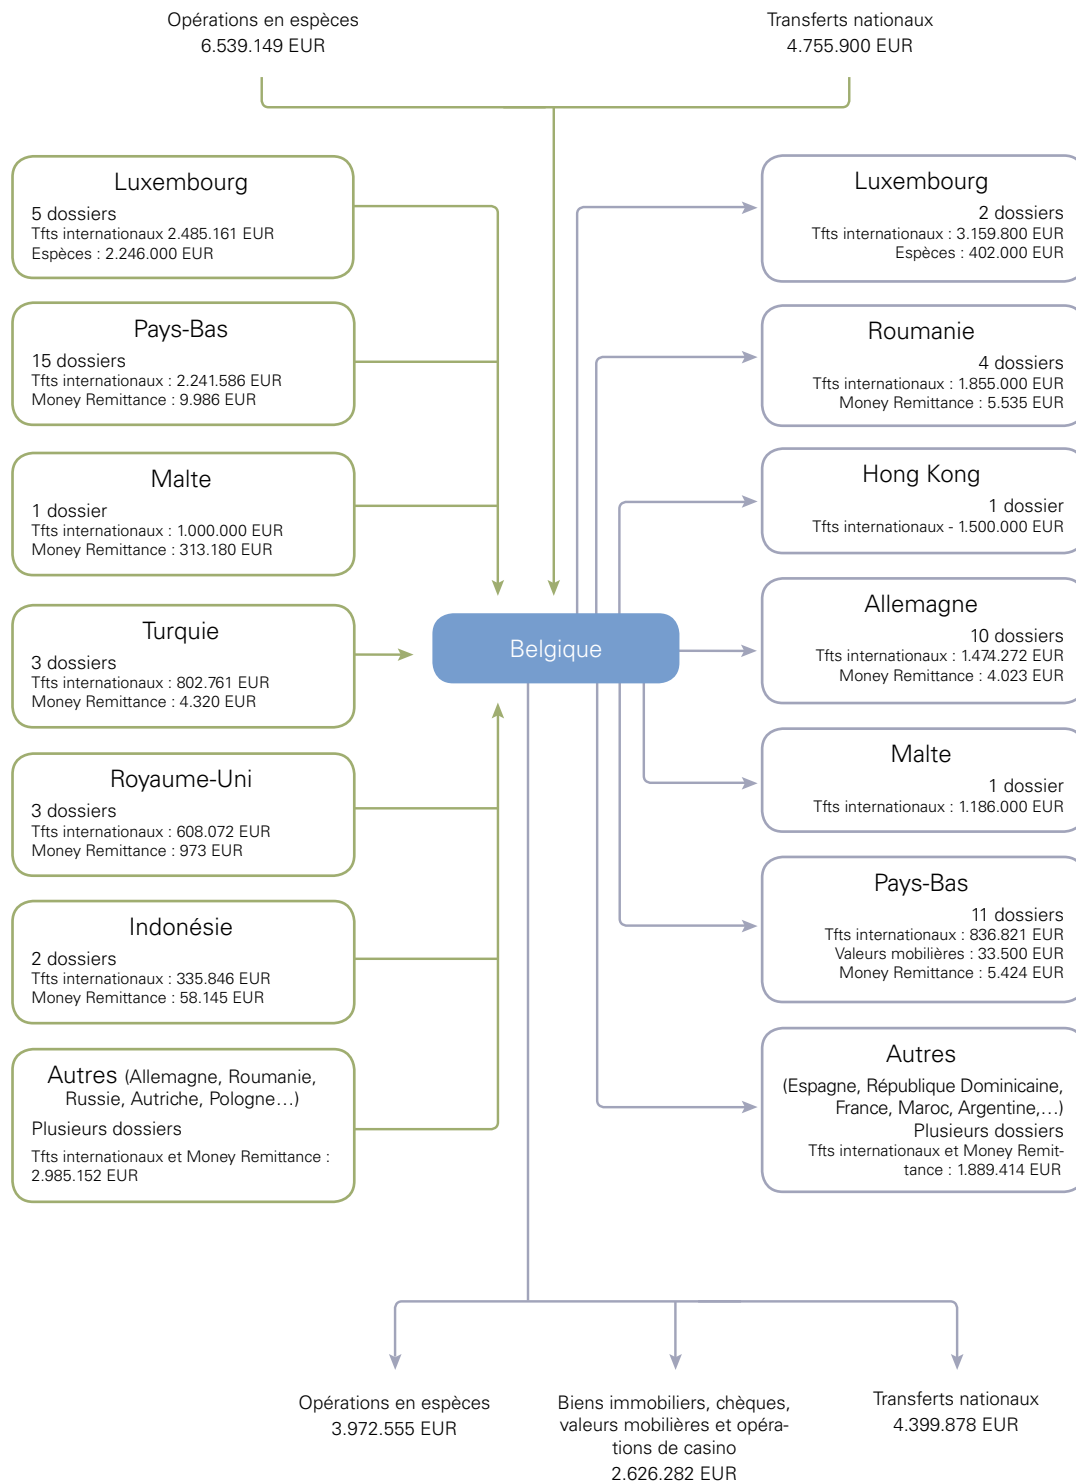 Opérations en espèces
6.539.149 EUR
Transferts nationaux
4.755.900 EUR
Luxembourg
5 dossiers
Tfts internationaux 2.485.161 EUR
Espèces : 2.246.000 EUR
Pays-Bas
15 dossiers
Tfts internationaux : 2.241.586 EUR
Money Remittance : 9.986 EUR
Malte
1 dossier
Tfts internationaux : 1.000.000 EUR
Money Remittance : 313.180 EUR
Turquie
3 dossiers
Tfts internationaux : 802.761 EUR
Money Remittance : 4.320 EUR
Royaume-Uni
3 dossiers
Tfts internationaux : 608.072 EUR
Money Remittance : 973 EUR
Indonésie
2 dossiers
Tfts internationaux : 335.846 EUR
Money Remittance : 58.145 EUR
Autres (Allemagne, Roumanie,
Russie, Autriche, Pologne…)
Plusieurs dossiers
Tfts internationaux et Money Remittance :
2.985.152 EUR
Belgique
Luxembourg
2 dossiers
Tfts internationaux : 3.159.800 EUR
Espèces : 402.000 EUR
Roumanie
4 dossiers
Tfts internationaux : 1.855.000 EUR
Money Remittance : 5.535 EUR
Hong Kong
1 dossier
Tfts internationaux - 1.500.000 EUR
Allemagne
10 dossiers
Tfts internationaux : 1.474.272 EUR
Money Remittance : 4.023 EUR
Malte
1 dossier
Tfts internationaux : 1.186.000 EUR
Pays-Bas
11 dossiers
Tfts internationaux : 836.821 EUR
Valeurs mobilières : 33.500 EUR
Money Remittance : 5.424 EUR
Autres
(Espagne, République Dominicaine,
France, Maroc, Argentine,…)
Plusieurs dossiers
Tfts internationaux et Money Remit-
tance : 1.889.414 EUR
Opérations en espèces
3.972.555 EUR
Biens immobiliers, chèques,
valeurs mobilières et opéra-
tions de casino
2.626.282 EUR
Transferts nationaux
4.399.878 EUR